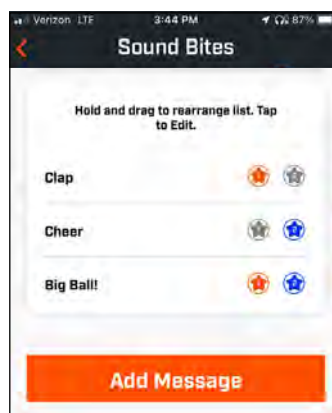 Verizon LTE 3:44 PM 87%
Sound Bites
Hold and drag to rearrange list. Tap
to Edit.
Clap
Cheer
Big Ball!
Add Message